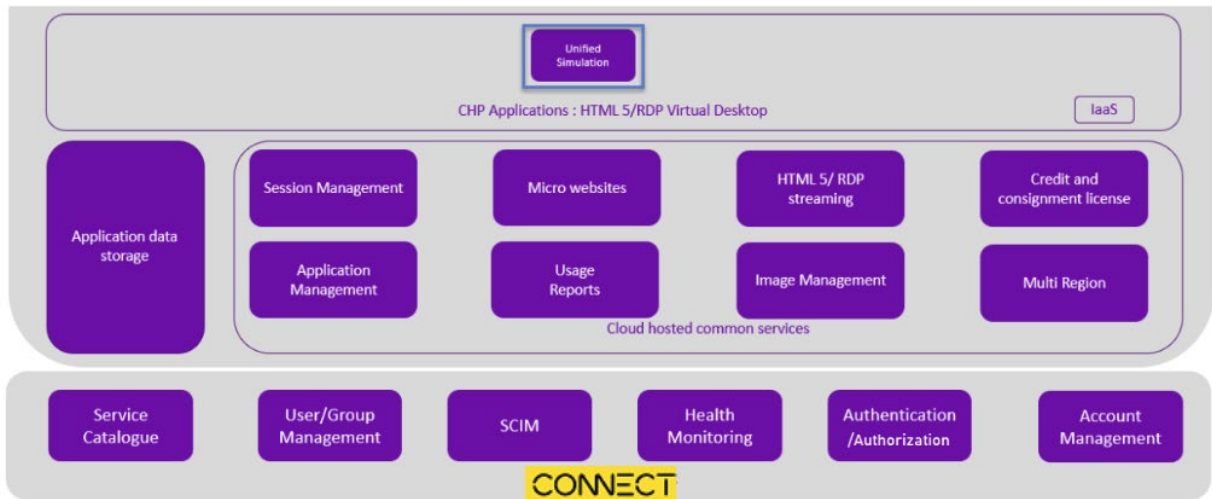 Unified
Simulation
CHP Applications : HTML 5/RDP Virtual Desktop
IaaS
Application data
storage
Session Management
Micro websites
HTML 5/ RDP
streaming
Credit and
consignment license
Application
Management
Usage
Reports
Image Management
Multi Region
Cloud hosted common services
Service
Catalogue
User/Group
Management
SCIM
Health
Monitoring
Authentication
/Authorization
Account
Management
CONNECT